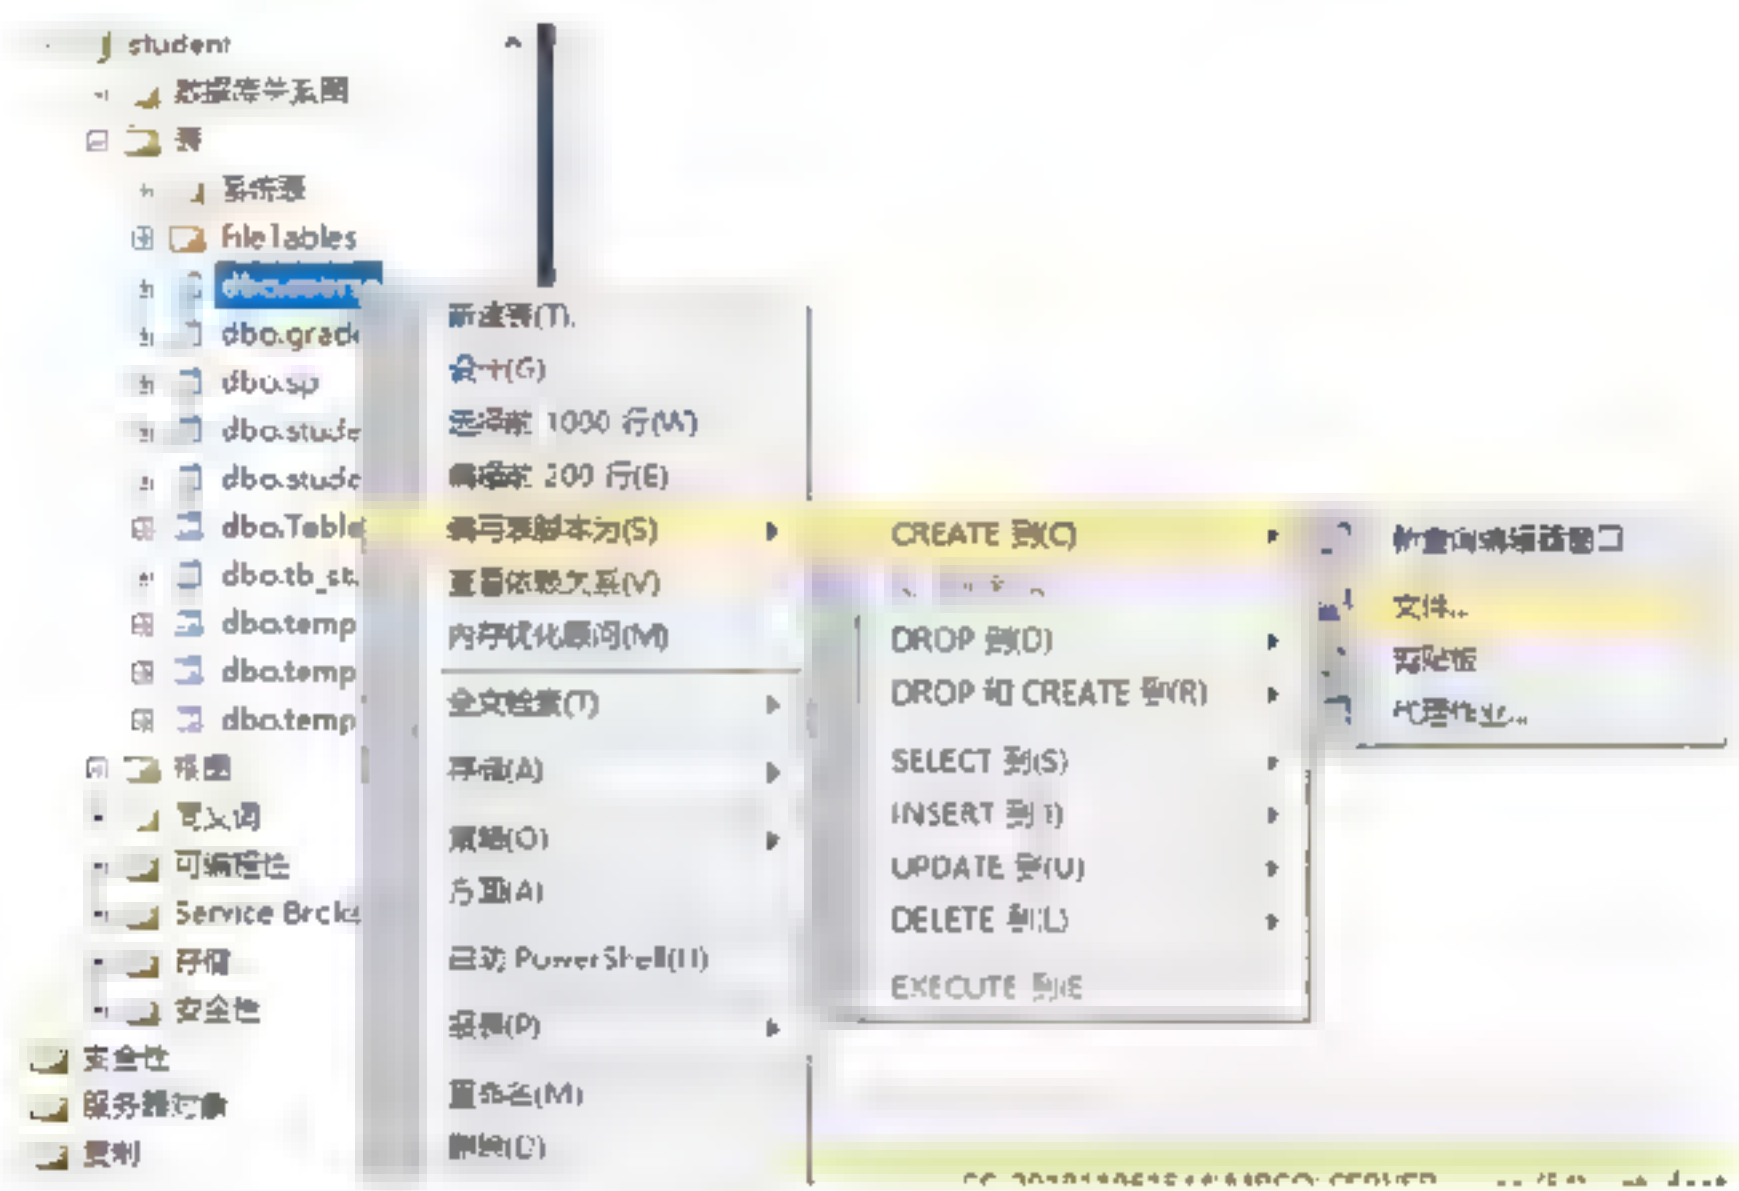 student
数据库关系图
表
系统表
FileTables
dbo.grade
dbo.sp
dbo.stude
dbo.stude
dbo.Table
dbo.tb_st
dbo.temp
dbo.temp
dbo.temp
视图
同义词
可编程性
Service Broke
存储
安全性
安全性
服务器对象
复制
新建表(T)...
设计(G)
选择前 1000 行(W)
编辑前 200 行(E)
编写表脚本为(S)
查看依赖关系(V)
内存优化顾问(M)
全文检索(T)
存储(A)
策略(O)
方面(A)
启动 PowerShell(H)
报表(P)
重命名(M)
删除(D)
CREATE 到(C)
DROP 到(D)
DROP 和 CREATE 到(R)
SELECT 到(S)
INSERT 到(I)
UPDATE 到(U)
DELETE 到(L)
EXECUTE 到(E
新查询编辑器窗口
文件...
剪贴板
代理作业...